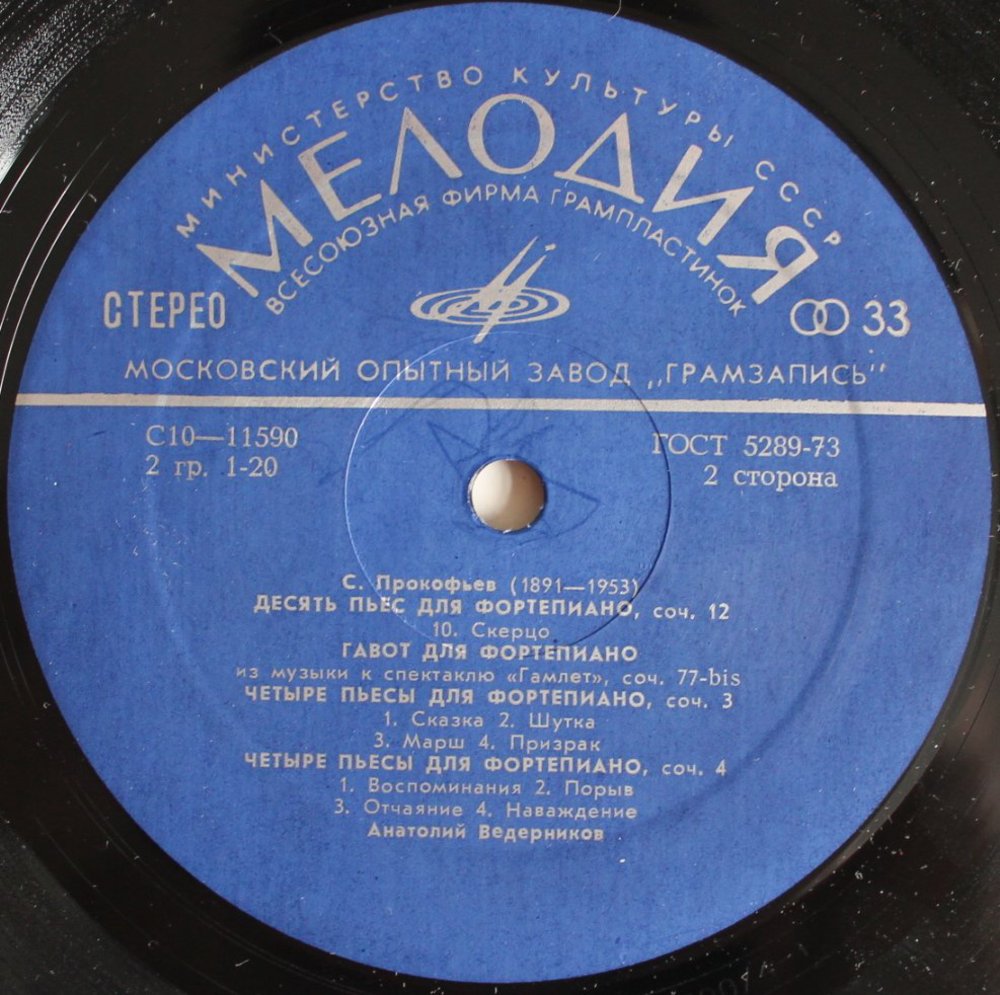 МИНИСТЕРСТВО КУЛЬТУРЫ СССР
МЕЛОДИЯ
ВСЕСОЮЗНАЯ ФИРМА ГРАМПЛАСТИНОК
СТЕРЕО
33
МОСКОВСКИЙ ОПЫТНЫЙ ЗАВОД „ГРАМЗАПИСЬ"
С10—11590
ГОСТ 5289-73
2 гр. 1-20
2 сторона
С. Прокофьев (1891—1953)
ДЕСЯТЬ ПЬЕС ДЛЯ ФОРТЕПИАНО, соч. 12
10. Скерцо
ГАВОТ ДЛЯ ФОРТЕПИАНО
из музыки к спектаклю «Гамлет», соч. 77-bis
ЧЕТЫРЕ ПЬЕСЫ ДЛЯ ФОРТЕПИАНО, соч. 3
1. Сказка 2. Шутка
3. Марш 4. Призрак
ЧЕТЫРЕ ПЬЕСЫ ДЛЯ ФОРТЕПИАНО, соч. 4
1. Воспоминания 2. Порыв
3. Отчаяние 4. Наваждение
Анатолий Ведерников